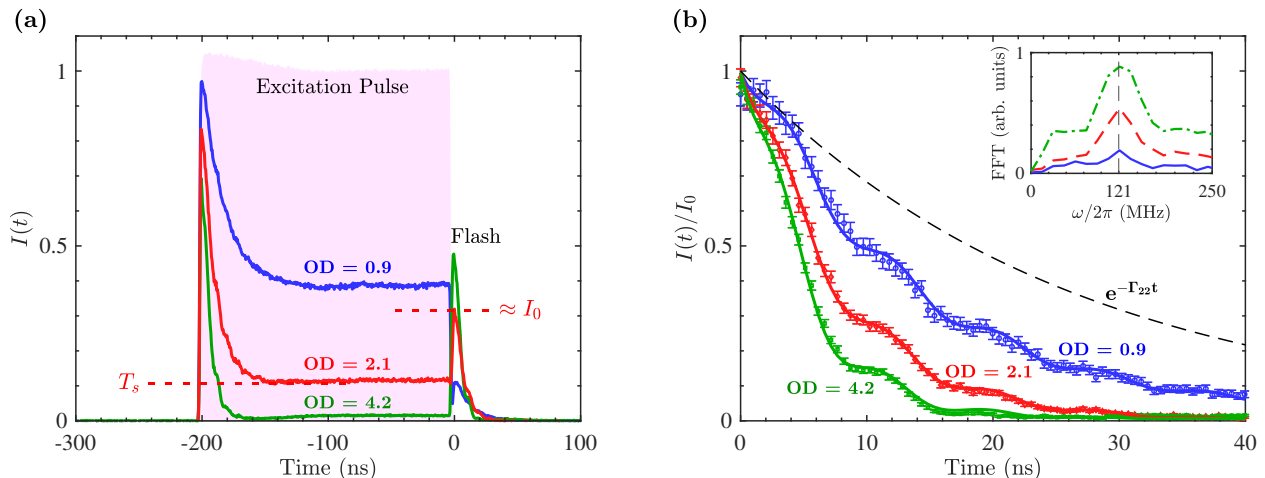 (a)
I(t)
1
0.5
0
Excitation Pulse
Flash
OD = 0.9
≈ I₀
OD = 2.1
Tₛ
OD = 4.2
-300
-200
-100
0
100
Time (ns)
(b)
I(t)/I₀
1
0.5
0
e^{-Γ₂₂t}
OD = 0.9
OD = 2.1
OD = 4.2
0
10
20
30
40
Time (ns)
FFT (arb. units)
1
0
0
121
250
ω/2π (MHz)